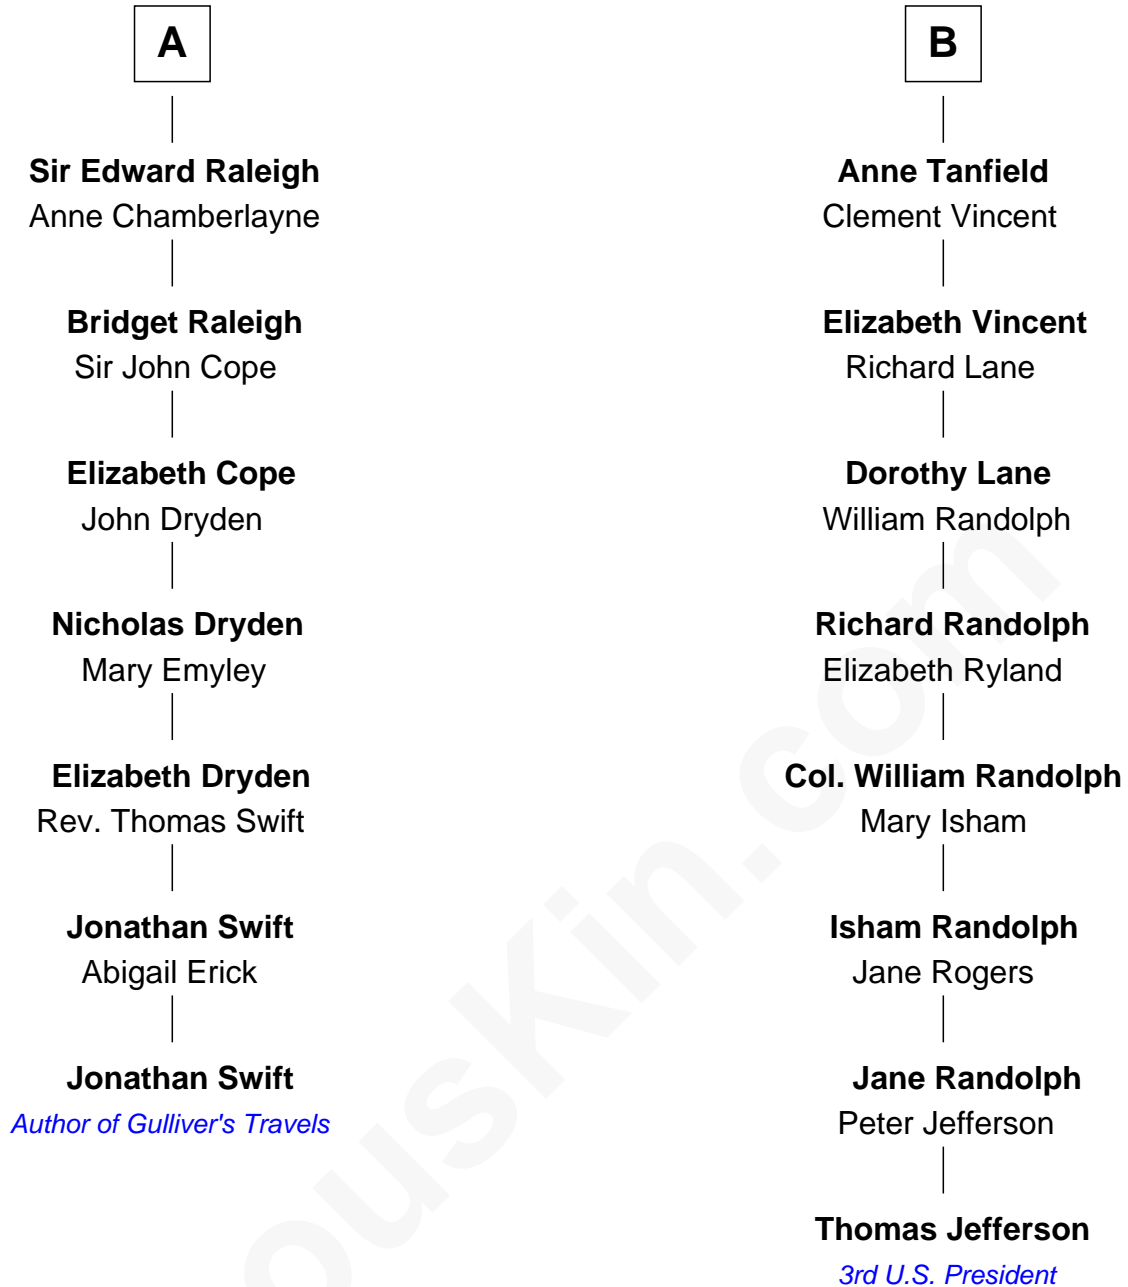 A
Sir Edward Raleigh
Anne Chamberlayne
Bridget Raleigh
Sir John Cope
Elizabeth Cope
John Dryden
Nicholas Dryden
Mary Emyley
Elizabeth Dryden
Rev. Thomas Swift
Jonathan Swift
Abigail Erick
Jonathan Swift
Author of Gulliver's Travels
B
Anne Tanfield
Clement Vincent
Elizabeth Vincent
Richard Lane
Dorothy Lane
William Randolph
Richard Randolph
Elizabeth Ryland
Col. William Randolph
Mary Isham
Isham Randolph
Jane Rogers
Jane Randolph
Peter Jefferson
Thomas Jefferson
3rd U.S. President
ousKin.com